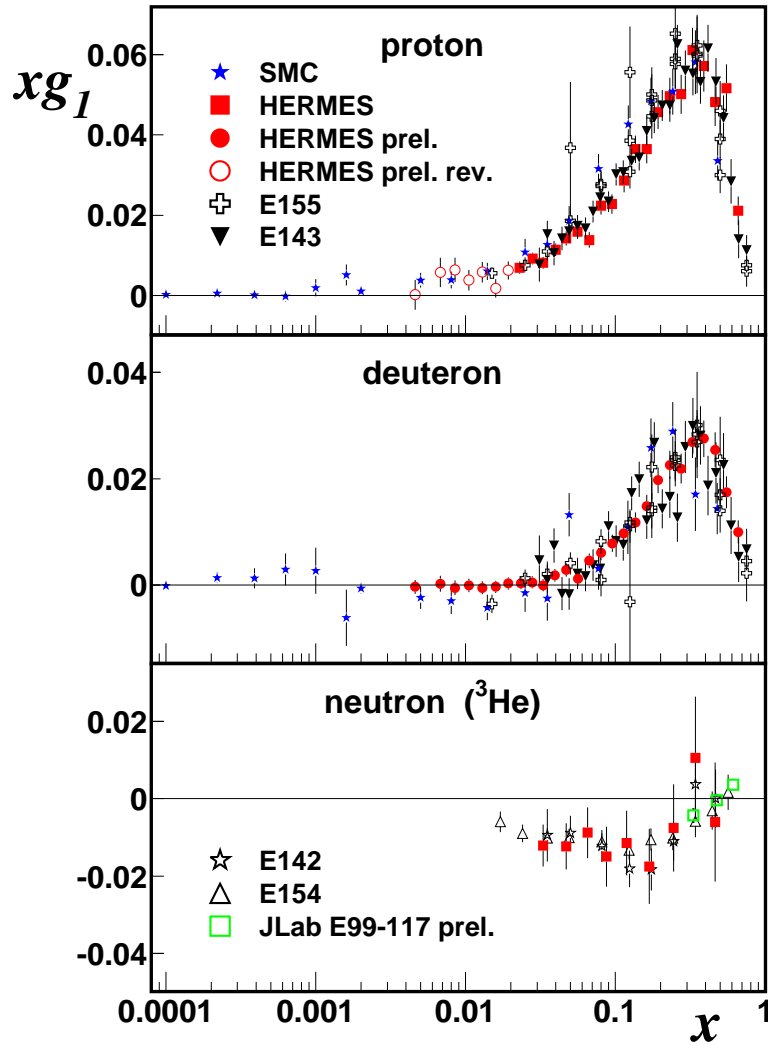 proton
xg1
0.06
0.04
0.02
0
SMC
HERMES
HERMES prel.
HERMES prel. rev.
E155
E143
deuteron
0.04
0.02
0
neutron (³He)
0.02
0
-0.02
-0.04
E142
E154
JLab E99-117 prel.
0.0001 0.001 0.01 0.1 1
x